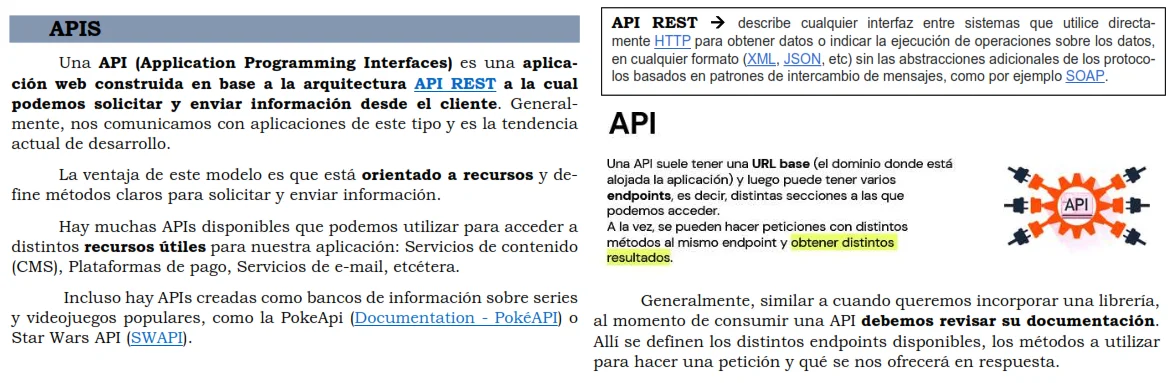 APIS
Una API (Application Programming Interfaces) es una aplica-
ción web construida en base a la arquitectura API REST a la cual
podemos solicitar y enviar información desde el cliente. General-
mente, nos comunicamos con aplicaciones de este tipo y es la tendencia
actual de desarrollo.
La ventaja de este modelo es que está orientado a recursos y de-
fine métodos claros para solicitar y enviar información.
Hay muchas APIs disponibles que podemos utilizar para acceder a
distintos recursos útiles para nuestra aplicación: Servicios de contenido
(CMS), Plataformas de pago, Servicios de e-mail, etcétera.
Incluso hay APIs creadas como bancos de información sobre series
y videojuegos populares, como la PokeApi (Documentation - PokéAPI) o
Star Wars API (SWAPI).
API REST → describe cualquier interfaz entre sistemas que utilice directa-
mente HTTP para obtener datos o indicar la ejecución de operaciones sobre los datos,
en cualquier formato (XML, JSON, etc) sin las abstracciones adicionales de los protoco-
los basados en patrones de intercambio de mensajes, como por ejemplo SOAP.
API
Una API suele tener una URL base (el dominio donde está
alojada la aplicación) y luego puede tener varios
endpoints, es decir, distintas secciones a las que
podemos acceder.
A la vez, se pueden hacer peticiones con distintos
métodos al mismo endpoint y obtener distintos
resultados.
API
Generalmente, similar a cuando queremos incorporar una librería,
al momento de consumir una API debemos revisar su documentación.
Allí se definen los distintos endpoints disponibles, los métodos a utilizar
para hacer una petición y qué se nos ofrecerá en respuesta.